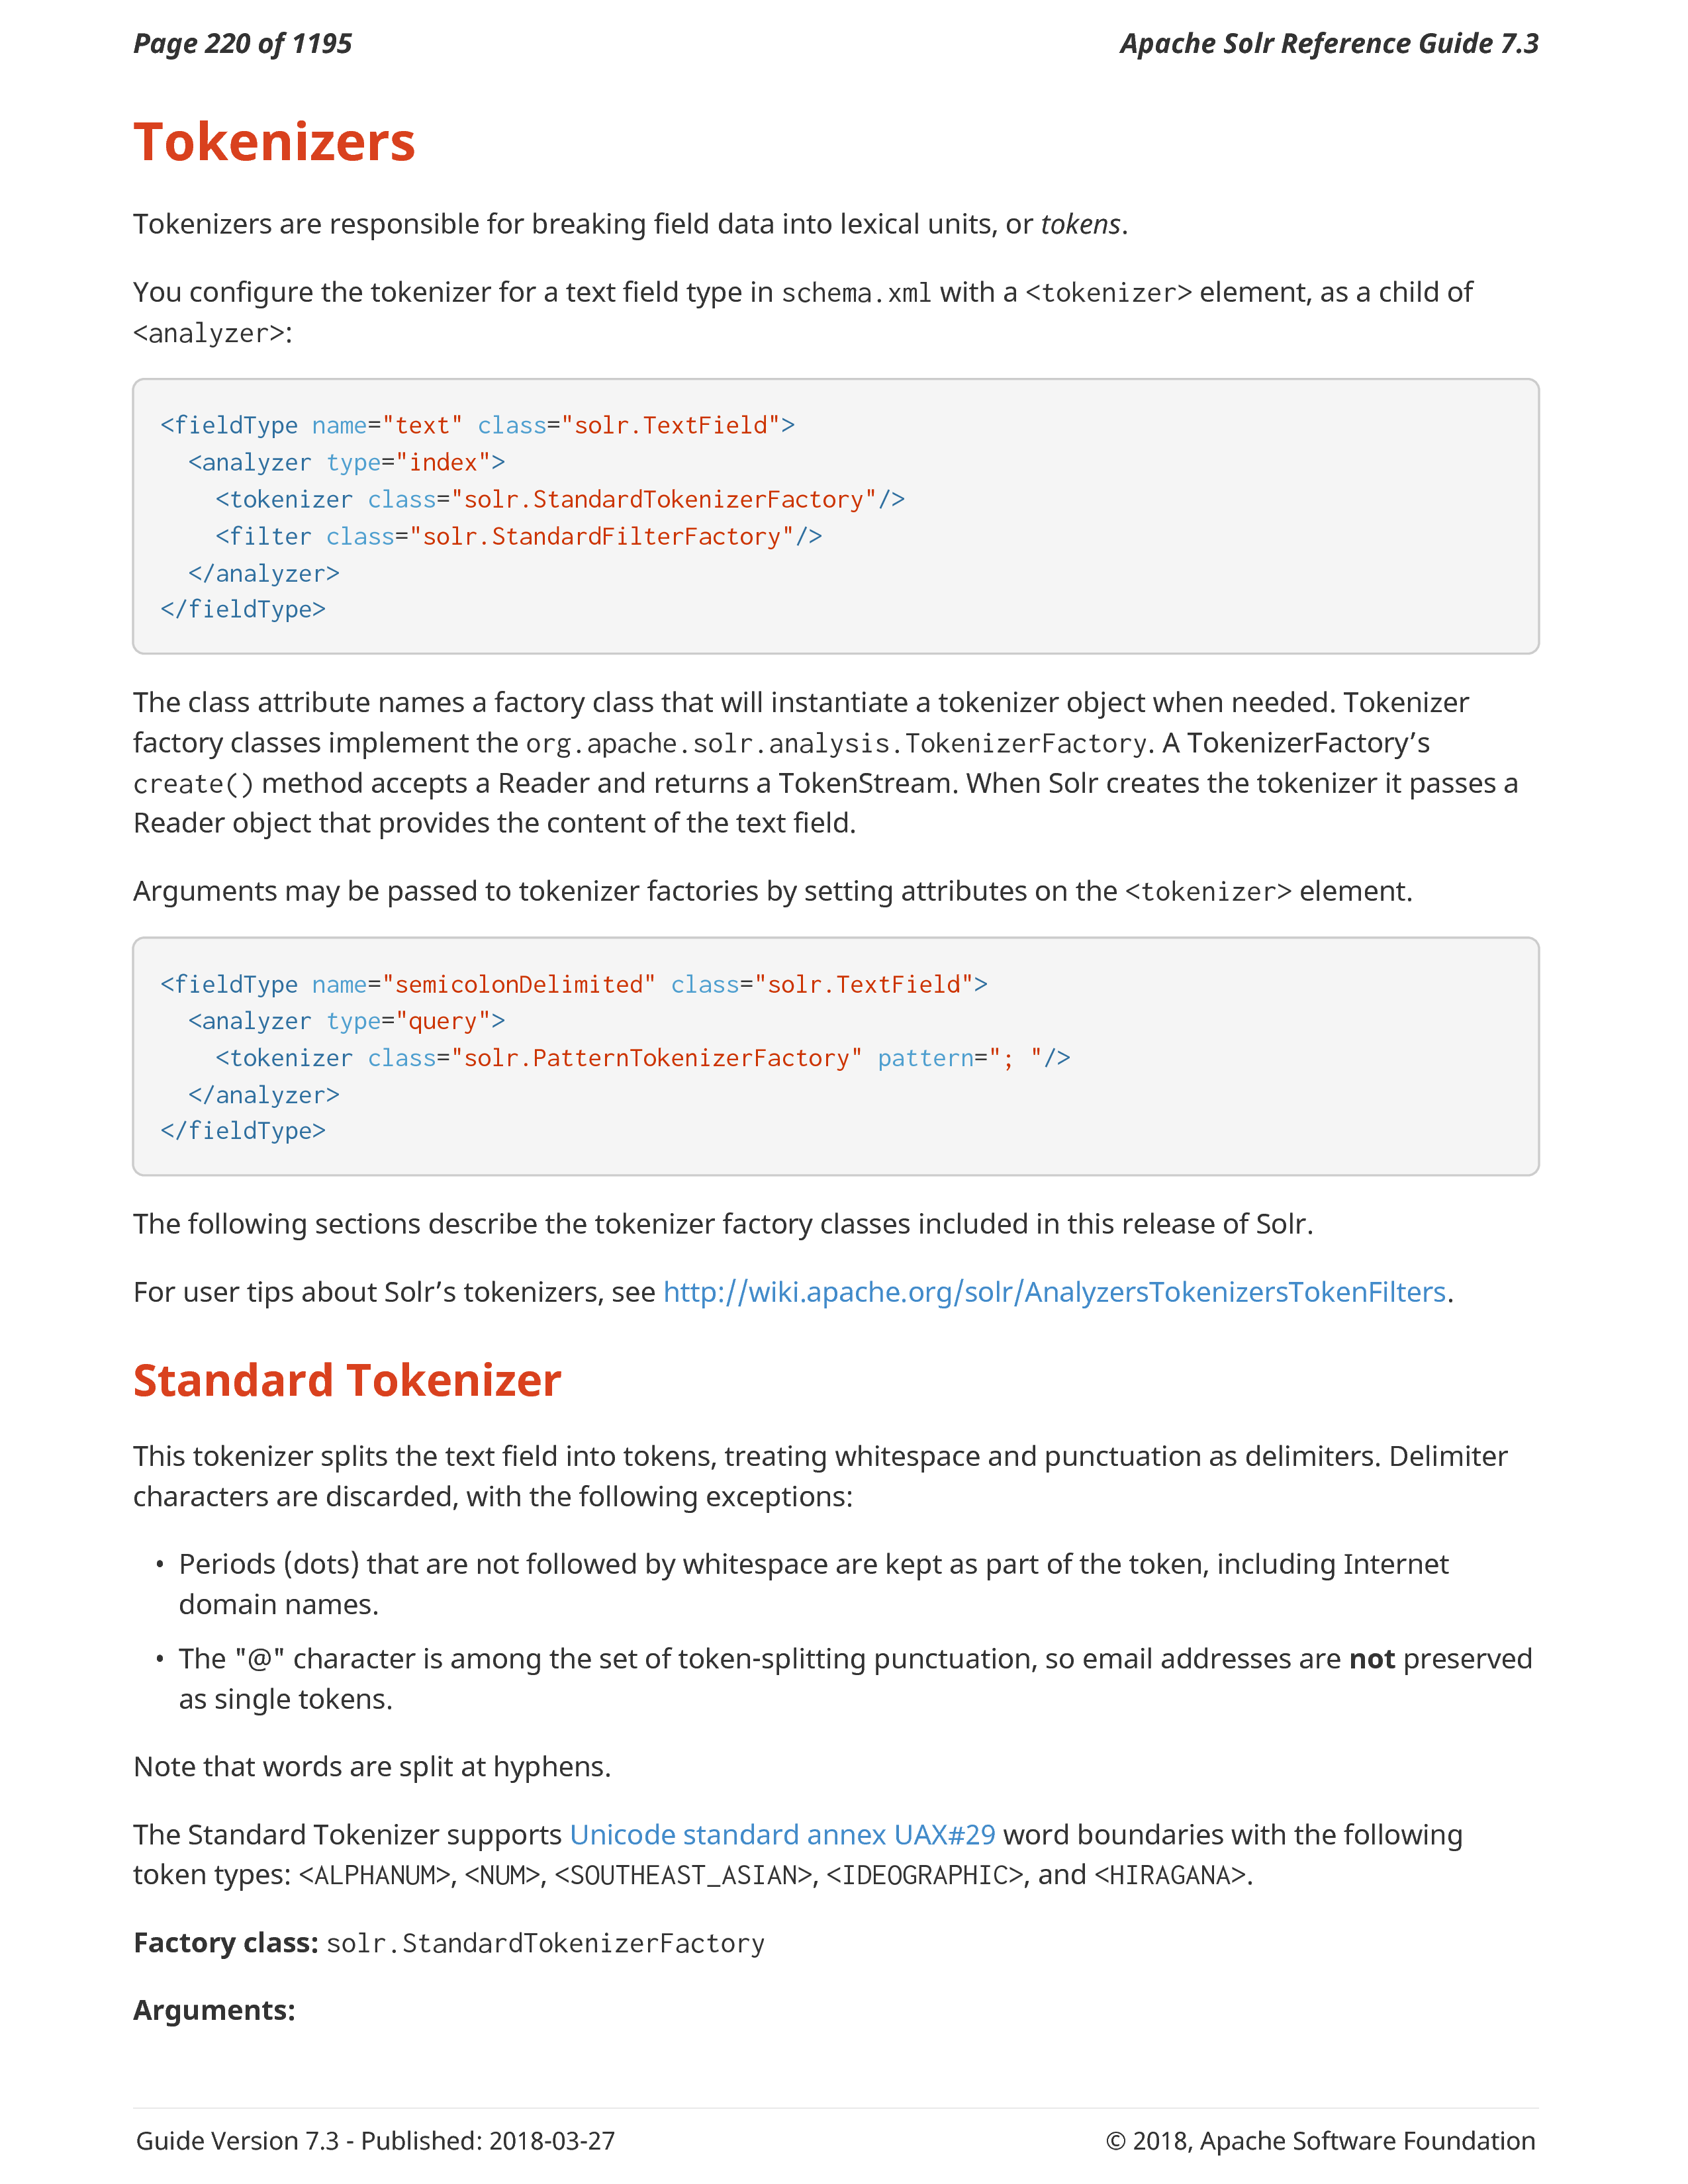 Page 220 of 1195
Apache Solr Reference Guide 7.3
Tokenizers
Tokenizers are responsible for breaking field data into lexical units, or tokens.
You configure the tokenizer for a text field type in schema.xml with a <tokenizer> element, as a child of
<analyzer>:
<fieldType name="text" class="solr.TextField">
  <analyzer type="index">
    <tokenizer class="solr.StandardTokenizerFactory"/>
    <filter class="solr.StandardFilterFactory"/>
  </analyzer>
</fieldType>
The class attribute names a factory class that will instantiate a tokenizer object when needed. Tokenizer
factory classes implement the org.apache.solr.analysis.TokenizerFactory. A TokenizerFactory’s
create() method accepts a Reader and returns a TokenStream. When Solr creates the tokenizer it passes a
Reader object that provides the content of the text field.
Arguments may be passed to tokenizer factories by setting attributes on the <tokenizer> element.
<fieldType name="semicolonDelimited" class="solr.TextField">
  <analyzer type="query">
    <tokenizer class="solr.PatternTokenizerFactory" pattern="; "/>
  </analyzer>
</fieldType>
The following sections describe the tokenizer factory classes included in this release of Solr.
For user tips about Solr’s tokenizers, see http://wiki.apache.org/solr/AnalyzersTokenizersTokenFilters.
Standard Tokenizer
This tokenizer splits the text field into tokens, treating whitespace and punctuation as delimiters. Delimiter
characters are discarded, with the following exceptions:
• Periods (dots) that are not followed by whitespace are kept as part of the token, including Internet
domain names.
• The "@" character is among the set of token-splitting punctuation, so email addresses are not preserved
as single tokens.
Note that words are split at hyphens.
The Standard Tokenizer supports Unicode standard annex UAX#29 word boundaries with the following
token types: <ALPHANUM>, <NUM>, <SOUTHEAST_ASIAN>, <IDEOGRAPHIC>, and <HIRAGANA>.
Factory class: solr.StandardTokenizerFactory
Arguments:
Guide Version 7.3 - Published: 2018-03-27
© 2018, Apache Software Foundation